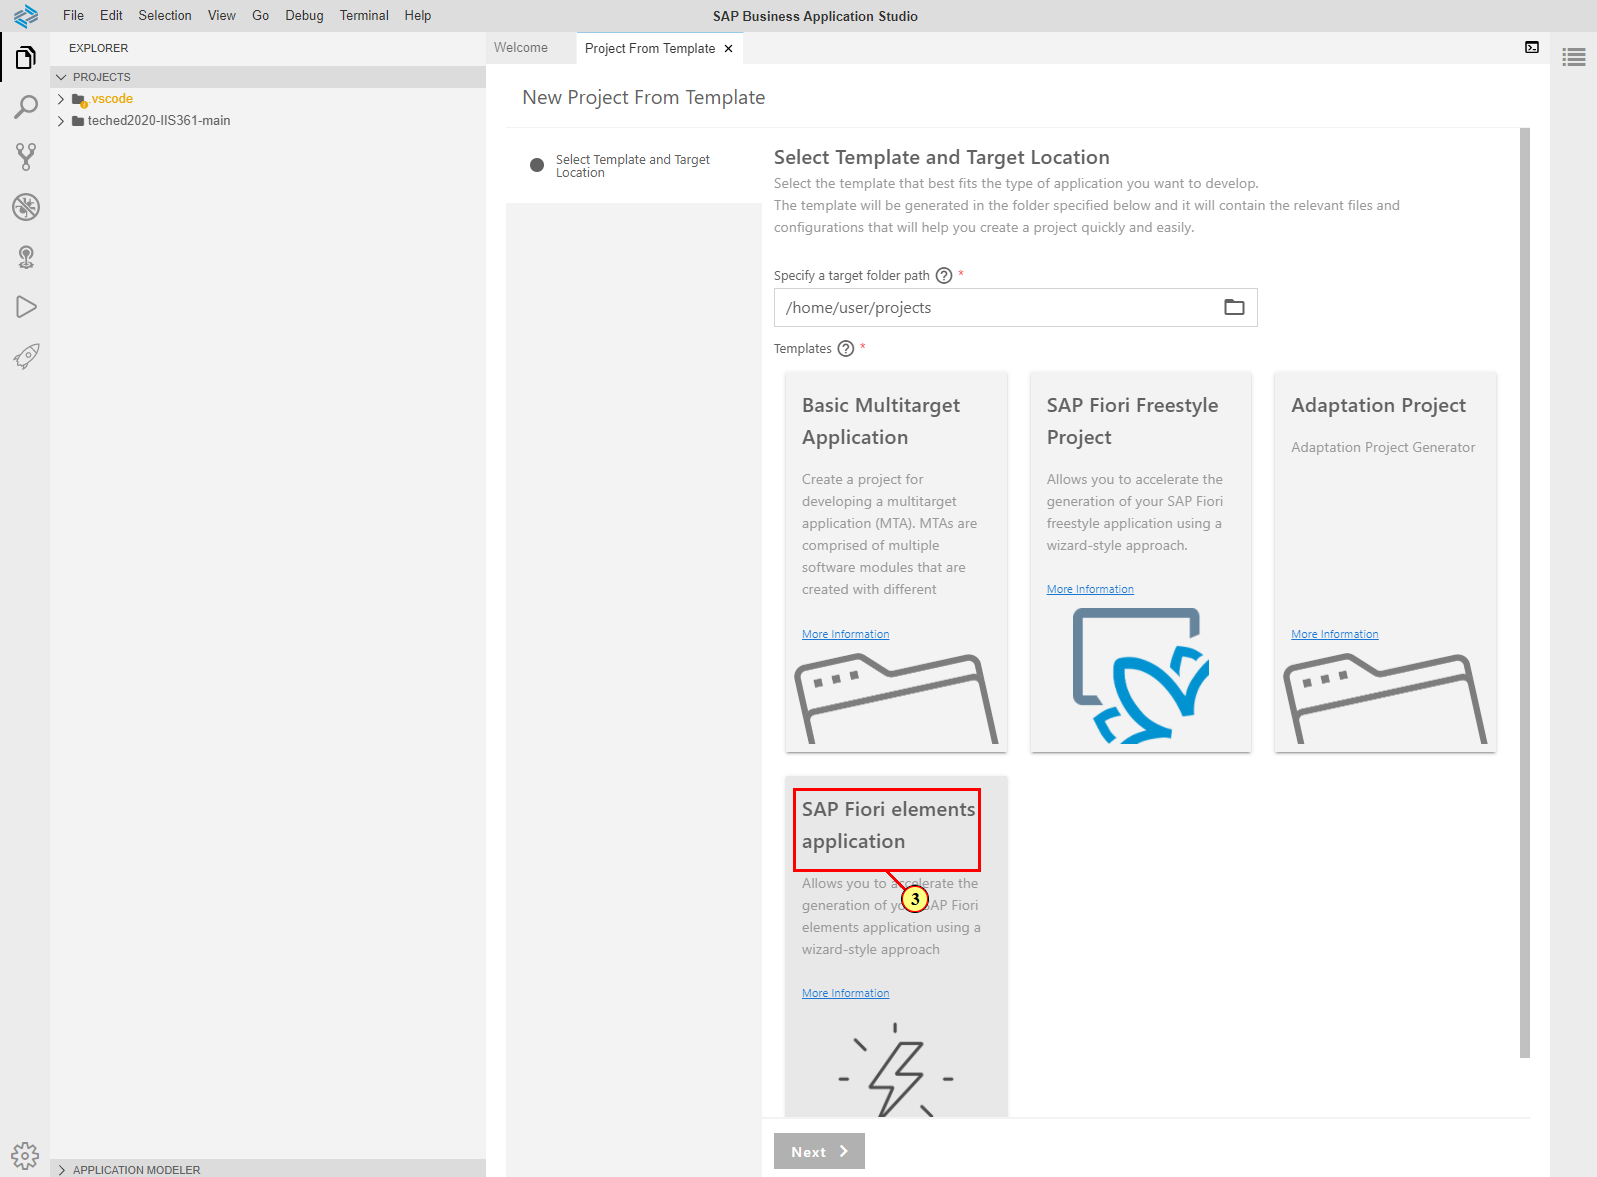 File Edit Selection View Go Debug Terminal Help
SAP Business Application Studio
EXPLORER
PROJECTS
.vscode
teched2020-IIS361-main
APPLICATION MODELER
Welcome
Project From Template
New Project From Template
Select Template and Target
Location
Select Template and Target Location
Select the template that best fits the type of application you want to develop.
The template will be generated in the folder specified below and it will contain the relevant files and
configurations that will help you create a project quickly and easily.
Specify a target folder path ? *
/home/user/projects
Templates ? *
Basic Multitarget
Application
Create a project for
developing a multitarget
application (MTA). MTAs are
comprised of multiple
software modules that are
created with different
More Information
SAP Fiori Freestyle
Project
Allows you to accelerate the
generation of your SAP Fiori
freestyle application using a
wizard-style approach.
More Information
Adaptation Project
Adaptation Project Generator
More Information
SAP Fiori elements
application
Allows you to accelerate the
generation of SAP Fiori
elements application using a
wizard-style approach
More Information
3
Next